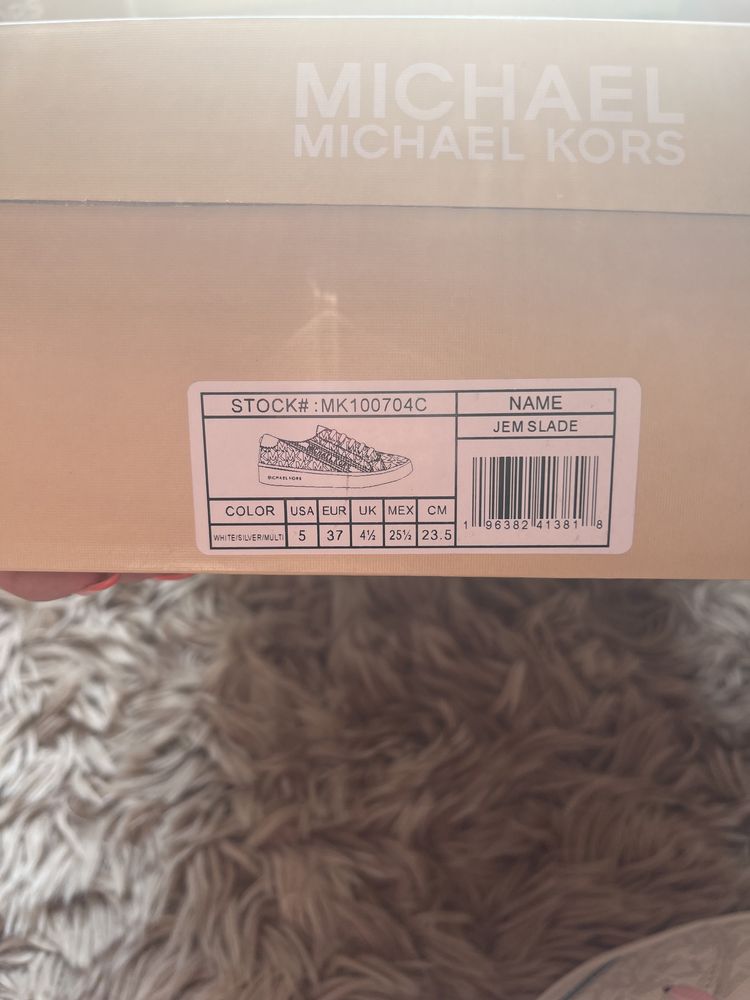 MICHAEL
MICHAEL KORS
STOCK# :MK100704C
NAME
JEM SLADE
MICHAEL KORS
COLOR USA EUR UK MEX CM
WHITE/SILVER/MULTI 5 37 4½ 25½ 23.5
1 96382 41381 8